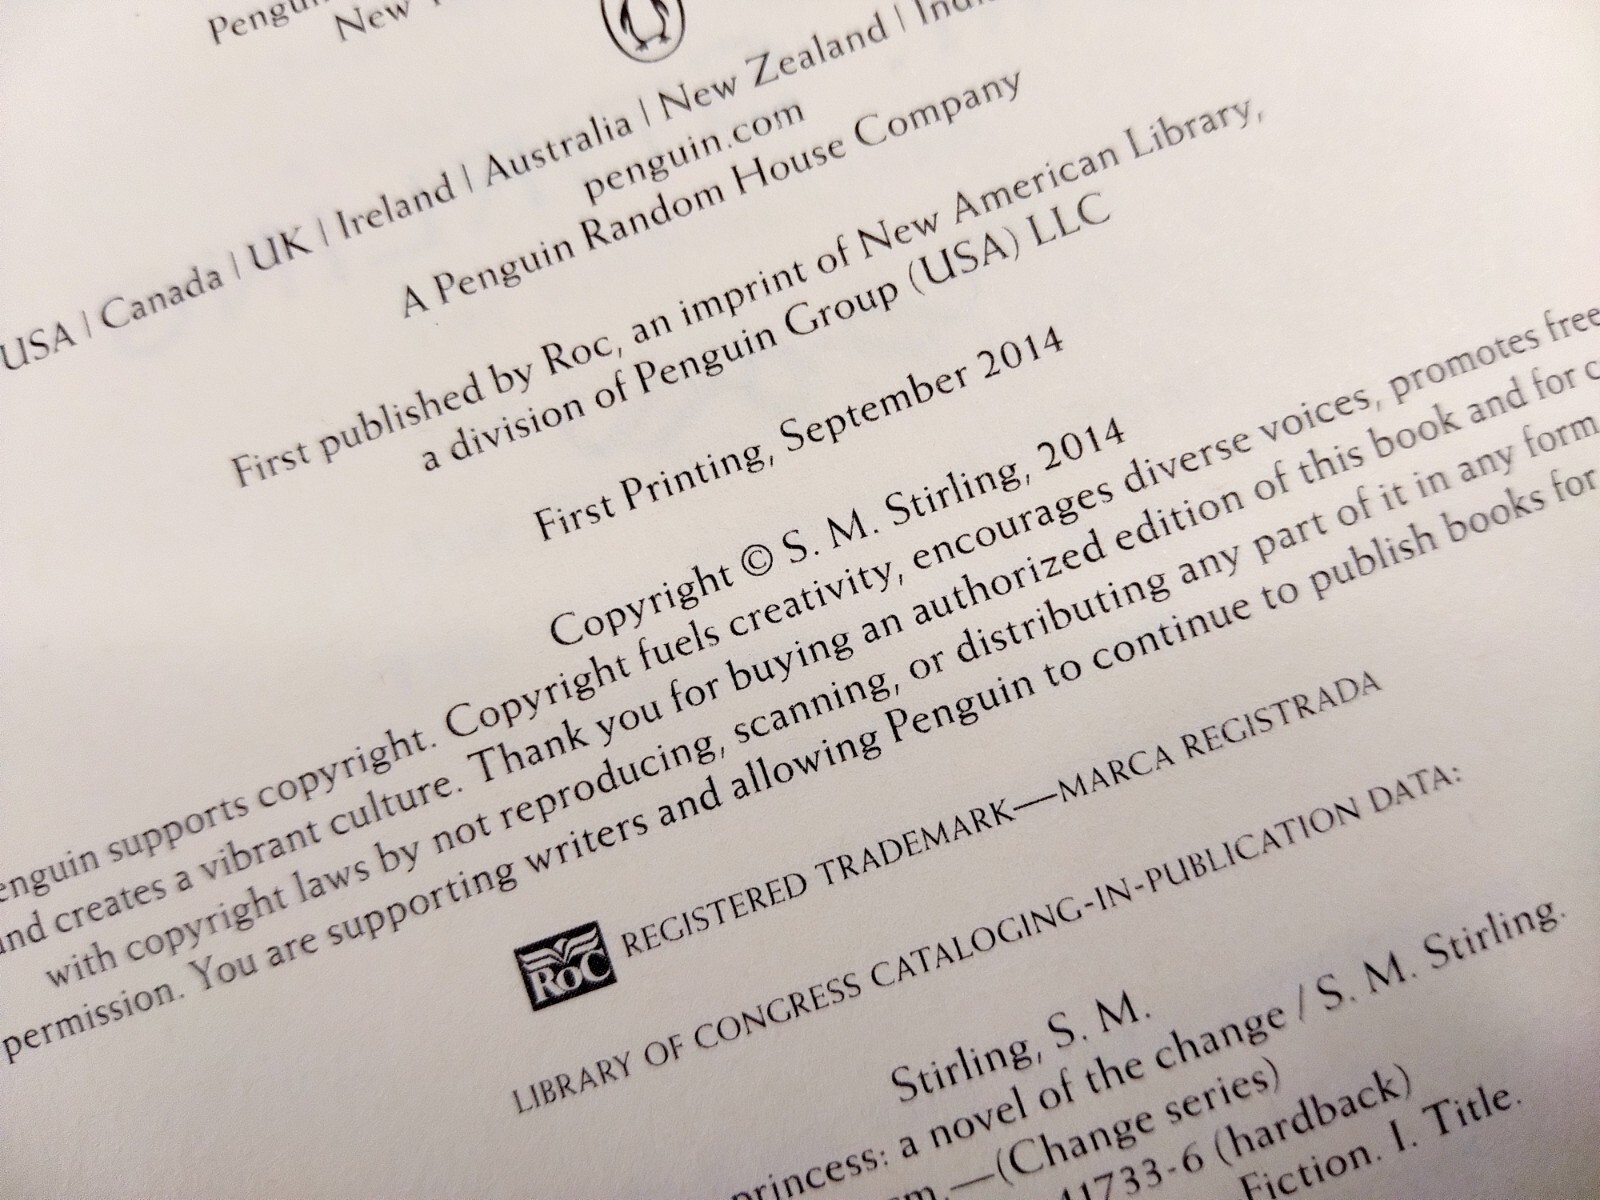 Penguin
New
USA | Canada | UK | Ireland | Australia | New Zealand |
penguin.com
A Penguin Random House Company
First published by Roc, an imprint of New American Library,
a division of Penguin Group (USA) LLC
First Printing, September 2014
Copyright © S. M. Stirling, 2014
enguin supports copyright. Copyright fuels creativity, encourages diverse voices, promotes free
nd creates a vibrant culture. Thank you for buying an authorized edition of this book and for c
with copyright laws by not reproducing, scanning, or distributing any part of it in any form
permission. You are supporting writers and allowing Penguin to continue to publish books for
ROC REGISTERED TRADEMARK—MARCA REGISTRADA
LIBRARY OF CONGRESS CATALOGING-IN-PUBLICATION DATA:
Stirling, S. M.
princess: a novel of the change / S. M. Stirling.
m.—(Change series)
41733-6 (hardback)
Fiction. I. Title.